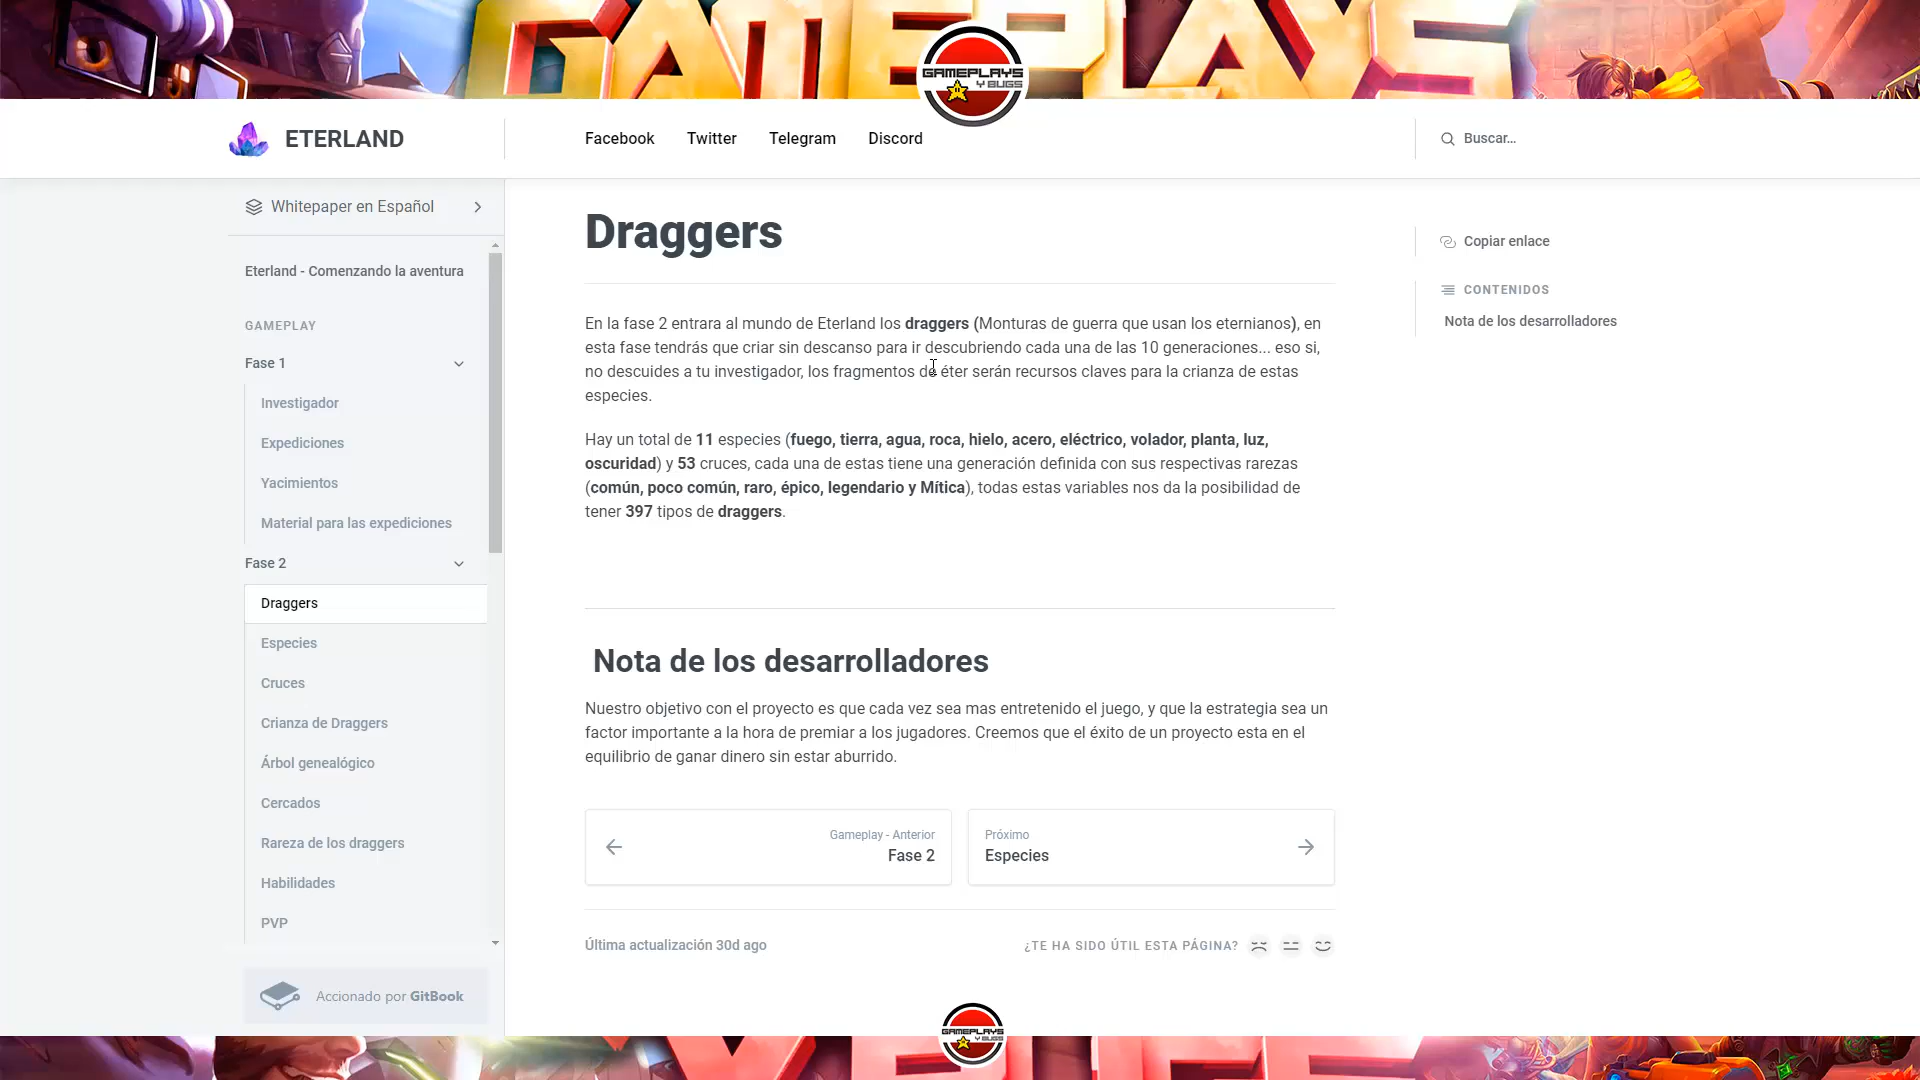 GAMEPLAYS
GAMEPLAYS
Y BUGS
ETERLAND
Facebook
Twitter
Telegram
Discord
Buscar...
Whitepaper en Español
Eterland - Comenzando la aventura
GAMEPLAY
Fase 1
Investigador
Expediciones
Yacimientos
Material para las expediciones
Fase 2
Draggers
Especies
Cruces
Crianza de Draggers
Árbol genealógico
Cercados
Rareza de los draggers
Habilidades
PVP
Accionado por GitBook
Draggers
En la fase 2 entrara al mundo de Eterland los draggers (Monturas de guerra que usan los eternianos), en
esta fase tendrás que criar sin descanso para ir descubriendo cada una de las 10 generaciones... eso si,
no descuides a tu investigador, los fragmentos de éter serán recursos claves para la crianza de estas
especies.
Hay un total de 11 especies (fuego, tierra, agua, roca, hielo, acero, eléctrico, volador, planta, luz,
oscuridad) y 53 cruces, cada una de estas tiene una generación definida con sus respectivas rarezas
(común, poco común, raro, épico, legendario y Mítica), todas estas variables nos da la posibilidad de
tener 397 tipos de draggers.
Nota de los desarrolladores
Nuestro objetivo con el proyecto es que cada vez sea mas entretenido el juego, y que la estrategia sea un
factor importante a la hora de premiar a los jugadores. Creemos que el éxito de un proyecto esta en el
equilibrio de ganar dinero sin estar aburrido.
Gameplay - Anterior
Fase 2
Próximo
Especies
Última actualización 30d ago
¿TE HA SIDO ÚTIL ESTA PÁGINA?
Copiar enlace
CONTENIDOS
Nota de los desarrolladores
GAMEPLAYS
Y BUGS